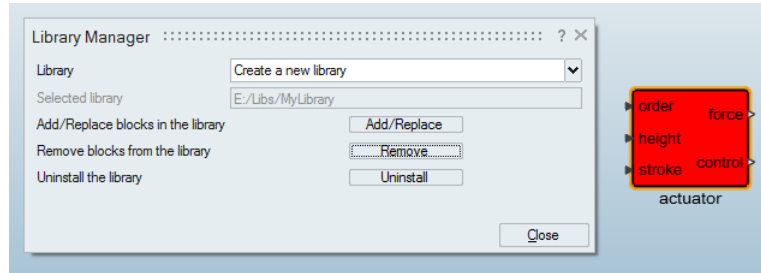 Library Manager ? ×
Library Create a new library
Selected library E:/Libs/MyLibrary
Add/Replace blocks in the library Add/Replace
Remove blocks from the library Remove
Uninstall the library Uninstall
Close
order force
height
stroke control
actuator